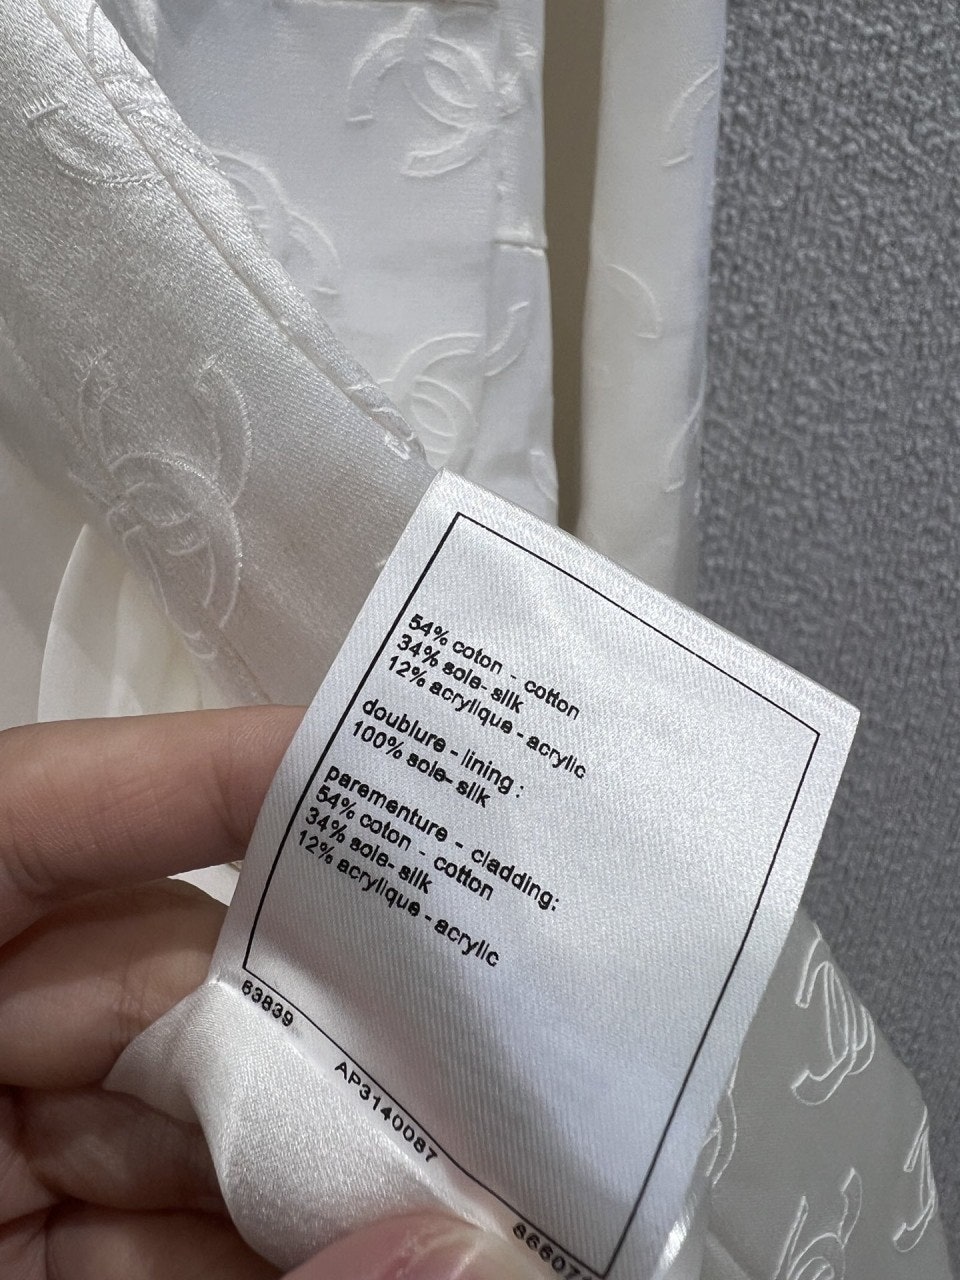 54% coton - cotton
34% soie- silk
12% acrylique - acrylic
doublure - lining :
100% soie- silk
parementure - cladding:
54% coton - cotton
34% soie- silk
12% acrylique - acrylic
63839
AP3140087